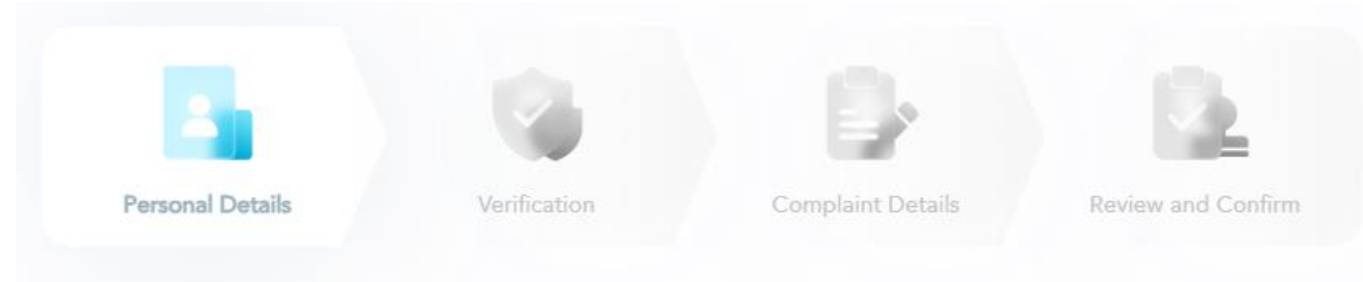 Personal Details
Verification
Complaint Details
Review and Confirm